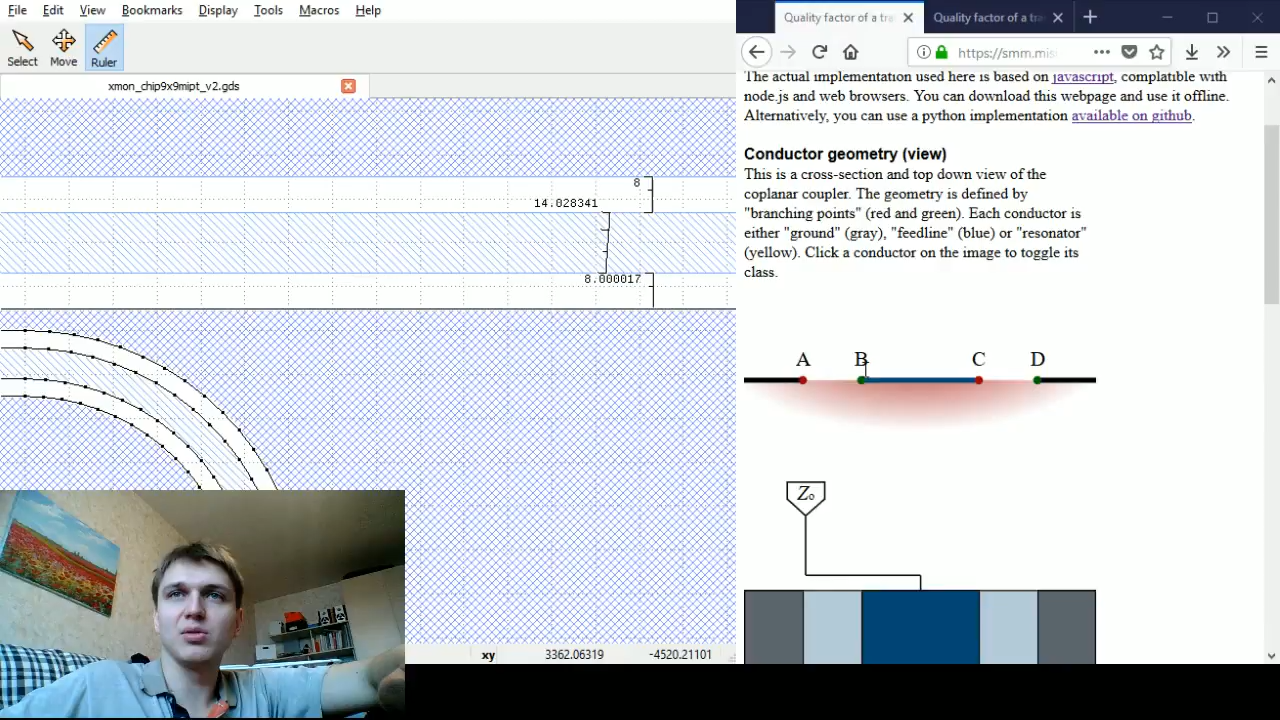 File Edit View Bookmarks Display Tools Macros Help
Select Move Ruler
xmon_chip9x9mipt_v2.gds
8
14.028341
8.000017
xy 3362.06319 -4520.21101
Quality factor of a tra
Quality factor of a tra
https://smm.mis
The actual implementation used here is based on javascript, complatible with
node.js and web browsers. You can download this webpage and use it offline.
Alternatively, you can use a python implementation available on github.
Conductor geometry (view)
This is a cross-section and top down view of the
coplanar coupler. The geometry is defined by
"branching points" (red and green). Each conductor is
either "ground" (gray), "feedline" (blue) or "resonator"
(yellow). Click a conductor on the image to toggle its
class.
A B C D
Z₀